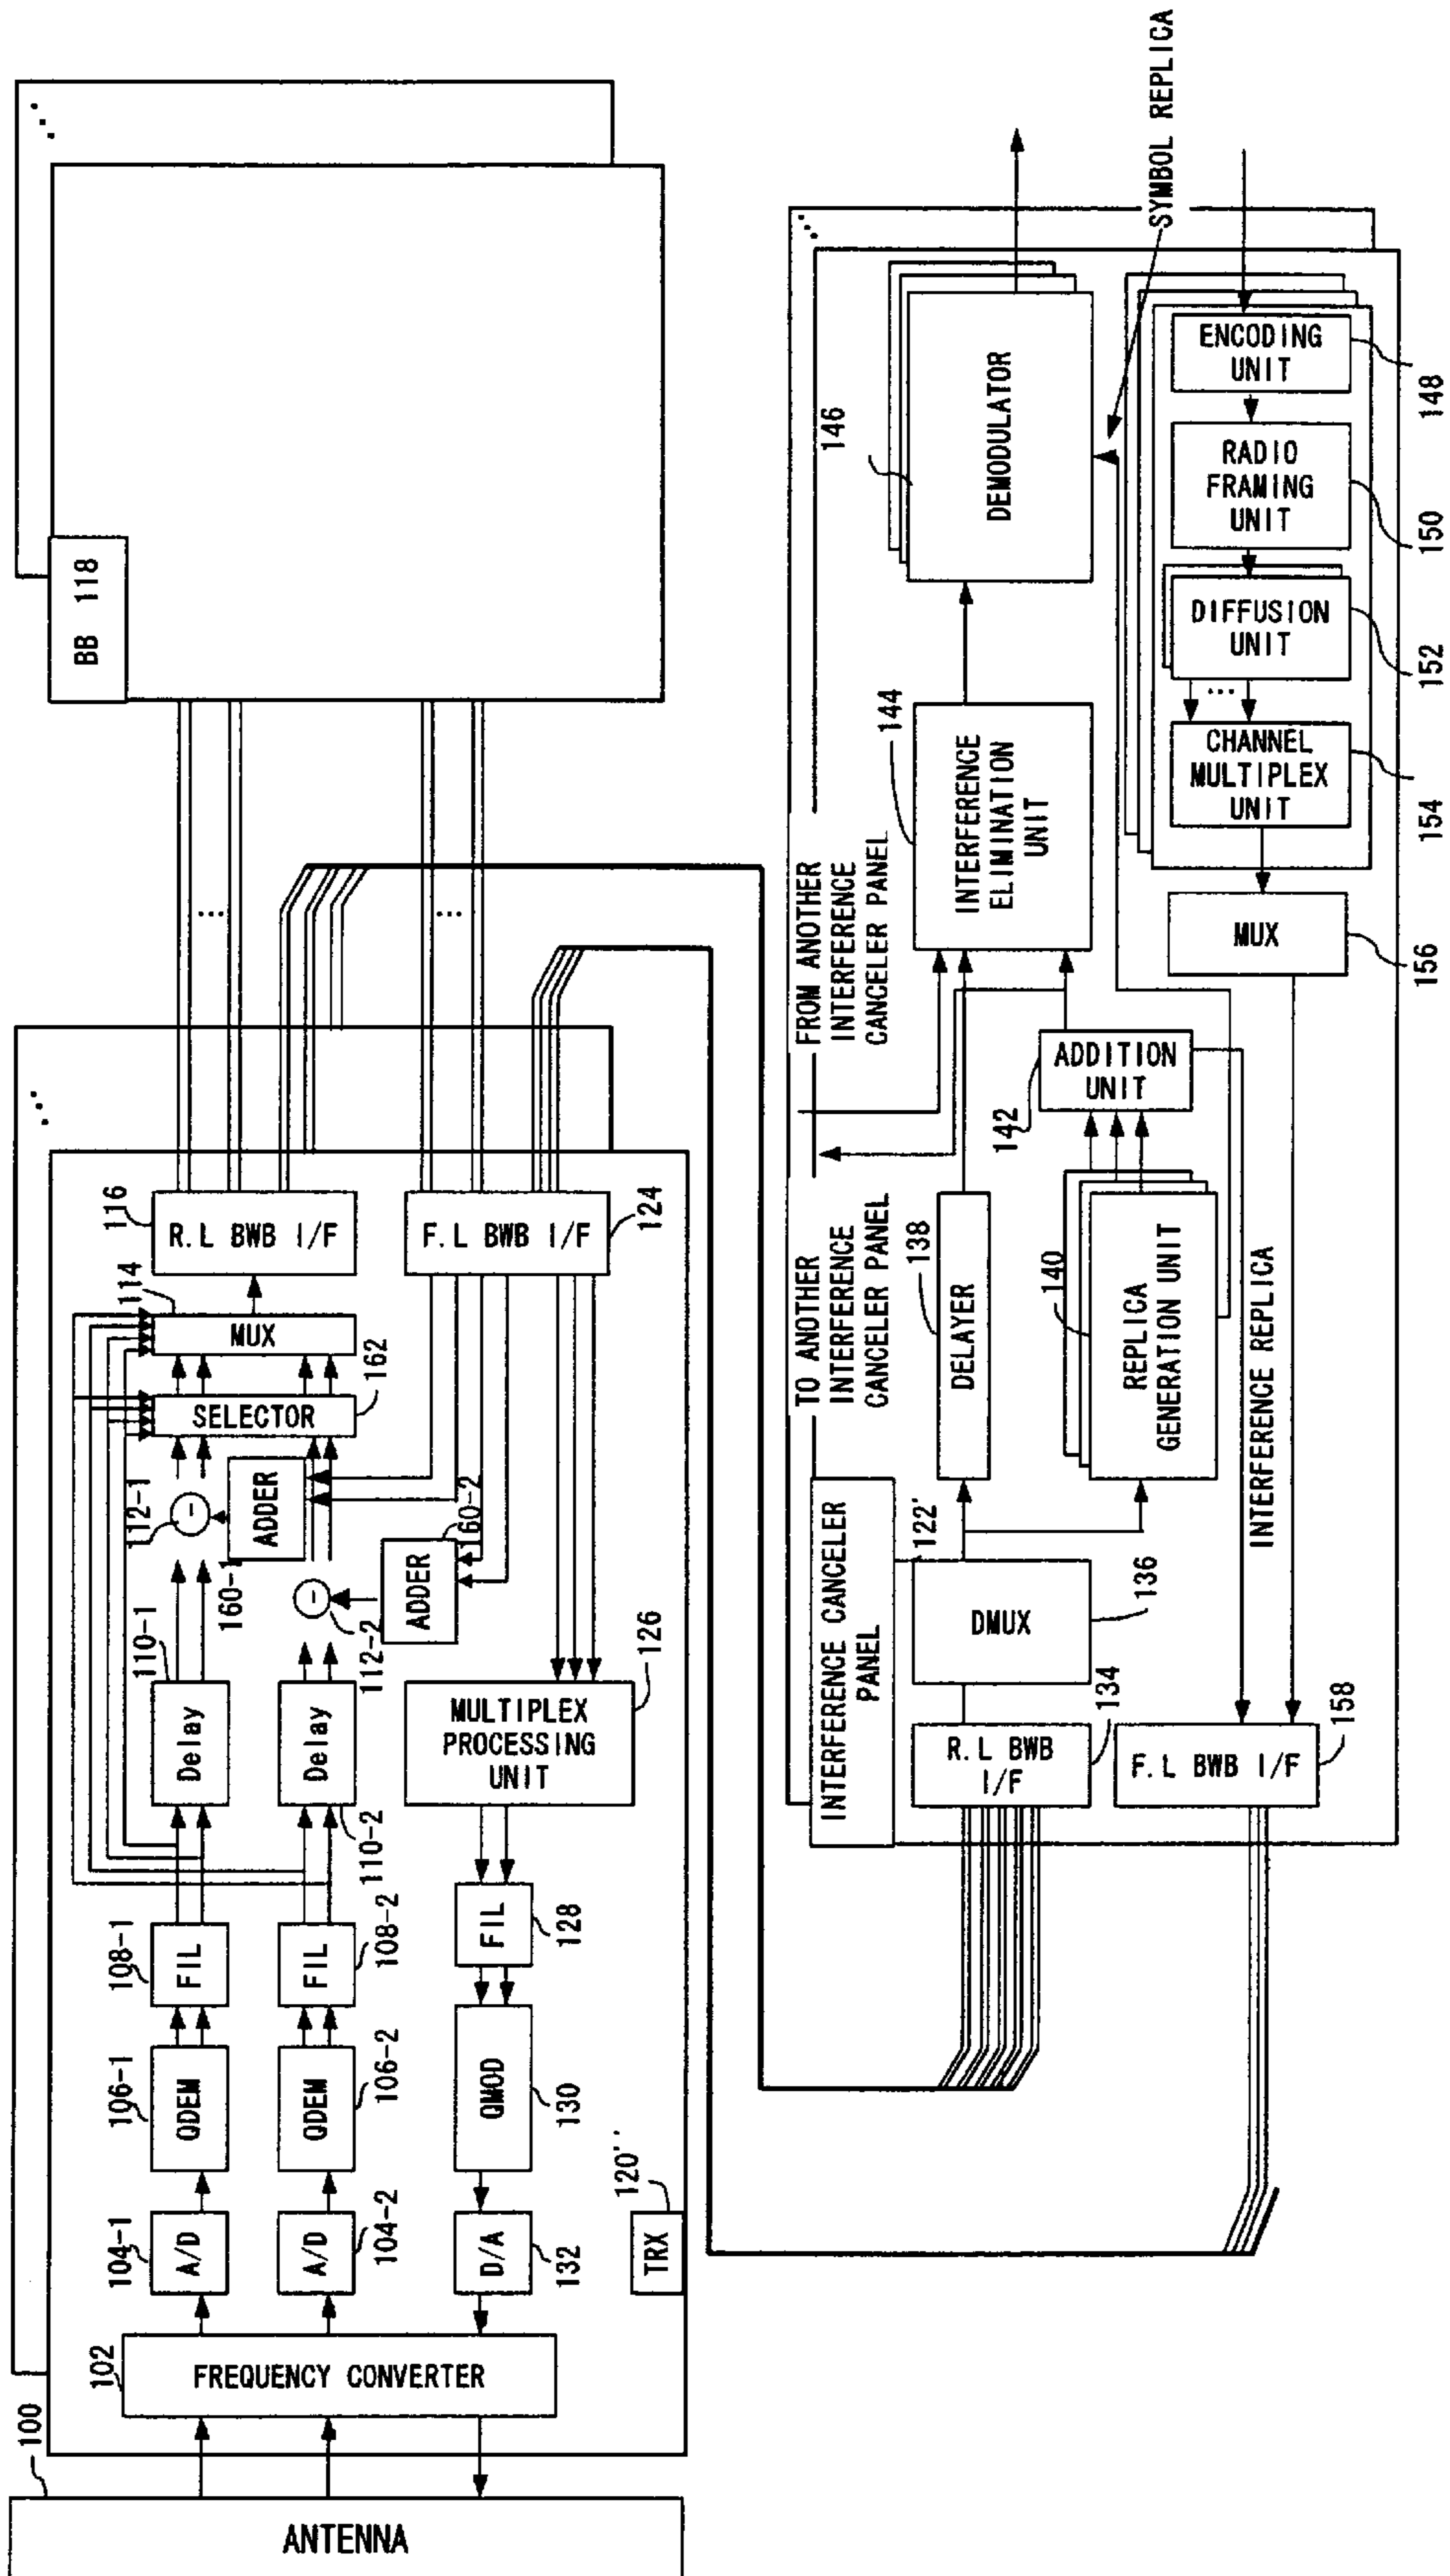 ANTENNA
100
102
FREQUENCY CONVERTER
104-1
A/D
A/D
104-2
D/A
132
TRX
120''
106-1
QDEM
QDEM
106-2
QMOD
130
108-1
FIL
FIL
108-2
FIL
128
110-1
Delay
Delay
110-2
MULTIPLEX
PROCESSING
UNIT
126
112-1
112-2
160-1
ADDER
ADDER
160-2
SELECTOR
162
114
MUX
116
R.L BWB I/F
F.L BWB I/F
124
BB 118
INTERFERENCE CANCELER
PANEL
122'
R.L BWB
I/F
134
F.L BWB I/F
158
DMUX
136
DELAYER
138
140
REPLICA
GENERATION UNIT
INTERFERENCE REPLICA
TO ANOTHER
INTERFERENCE
CANCELER PANEL
FROM ANOTHER
INTERFERENCE
CANCELER PANEL
142
ADDITION
UNIT
144
INTERFERENCE
ELIMINATION
UNIT
146
DEMODULATOR
SYMBOL REPLICA
ENCODING
UNIT
148
RADIO
FRAMING
UNIT
150
DIFFUSION
UNIT
152
CHANNEL
MULTIPLEX
UNIT
154
MUX
156